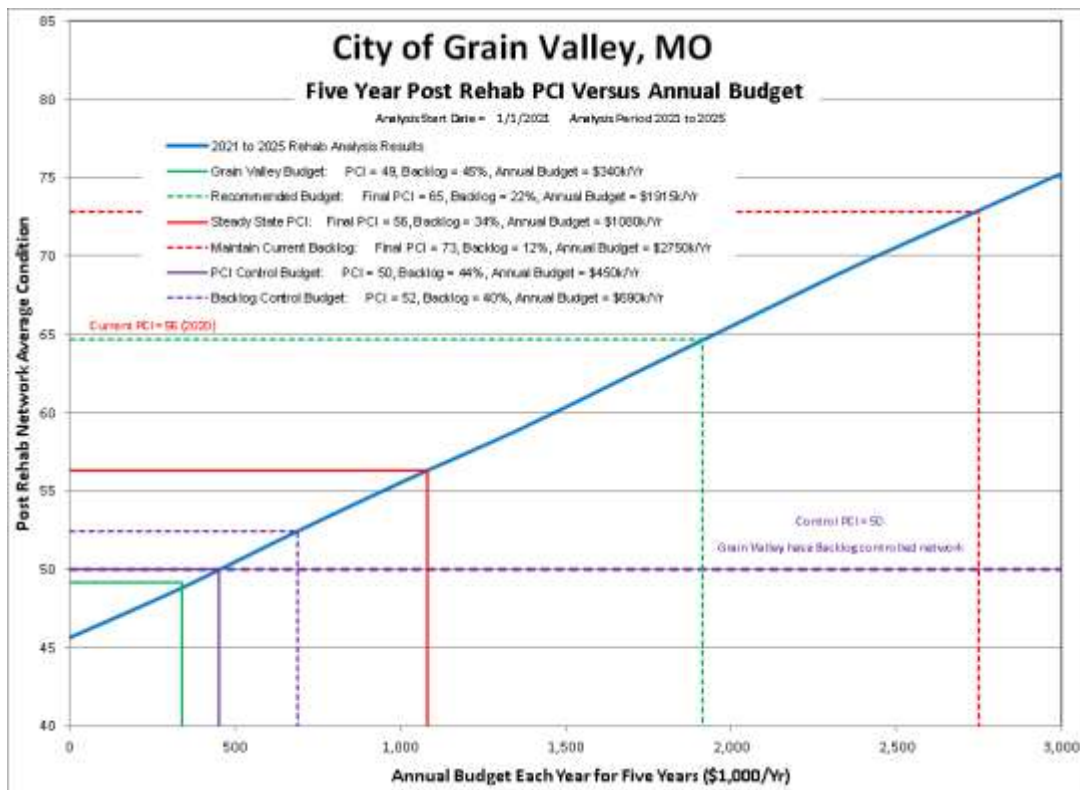 City of Grain Valley, MO
Five Year Post Rehab PCI Versus Annual Budget
Analysis Start Date = 1/1/2021 Analysis Period 2021 to 2025
2021 to 2025 Rehab Analysis Results
Grain Valley Budget: PCI = 49, Backlog = 46%, Annual Budget = $340k/Yr
Recommended Budget: Final PCI = 65, Backlog = 22%, Annual Budget = $1915k/Yr
Steady State PCI: Final PCI = 56, Backlog = 34%, Annual Budget = $1080k/Yr
Maintain Current Backlog: Final PCI = 73, Backlog = 12%, Annual Budget = $2750k/Yr
PCI Control Budget: PCI = 50, Backlog = 44%, Annual Budget = $450k/Yr
Backlog Control Budget: PCI = 52, Backlog = 40%, Annual Budget = $690k/Yr
Current PCI = 56 (2020)
Control PCI = 50
Grain Valley have Backlog controlled network
Post Rehab Network Average Condition
85
80
75
70
65
60
55
50
45
40
0 500 1,000 1,500 2,000 2,500 3,000
Annual Budget Each Year for Five Years ($1,000/Yr)